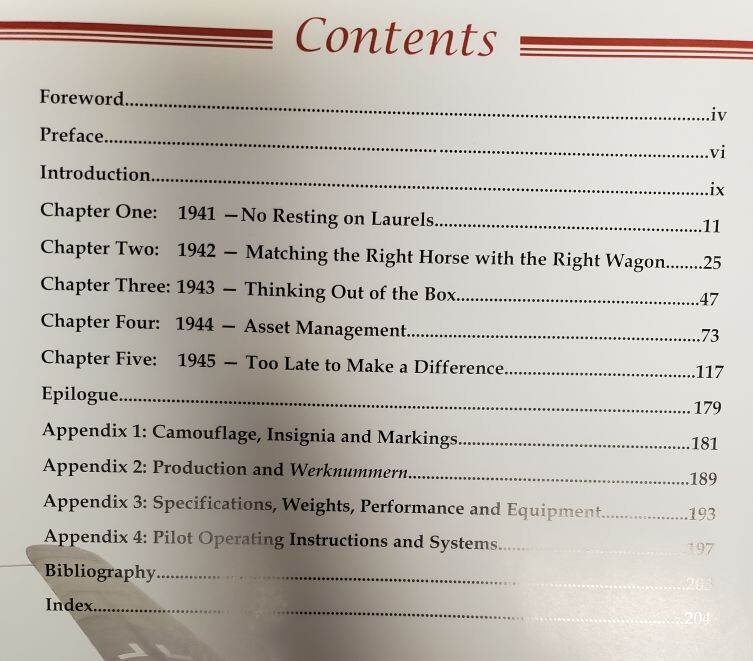 Contents
Foreword..........iv
Preface..........vi
Introduction..........ix
Chapter One: 1941 —No Resting on Laurels..........11
Chapter Two: 1942 — Matching the Right Horse with the Right Wagon........25
Chapter Three: 1943 — Thinking Out of the Box..........47
Chapter Four: 1944 — Asset Management..........73
Chapter Five: 1945 — Too Late to Make a Difference..........117
Epilogue..........179
Appendix 1: Camouflage, Insignia and Markings..........181
Appendix 2: Production and Werknummern..........189
Appendix 3: Specifications, Weights, Performance and Equipment..........193
Appendix 4: Pilot Operating Instructions and Systems..........197
Bibliography..........203
Index..........204